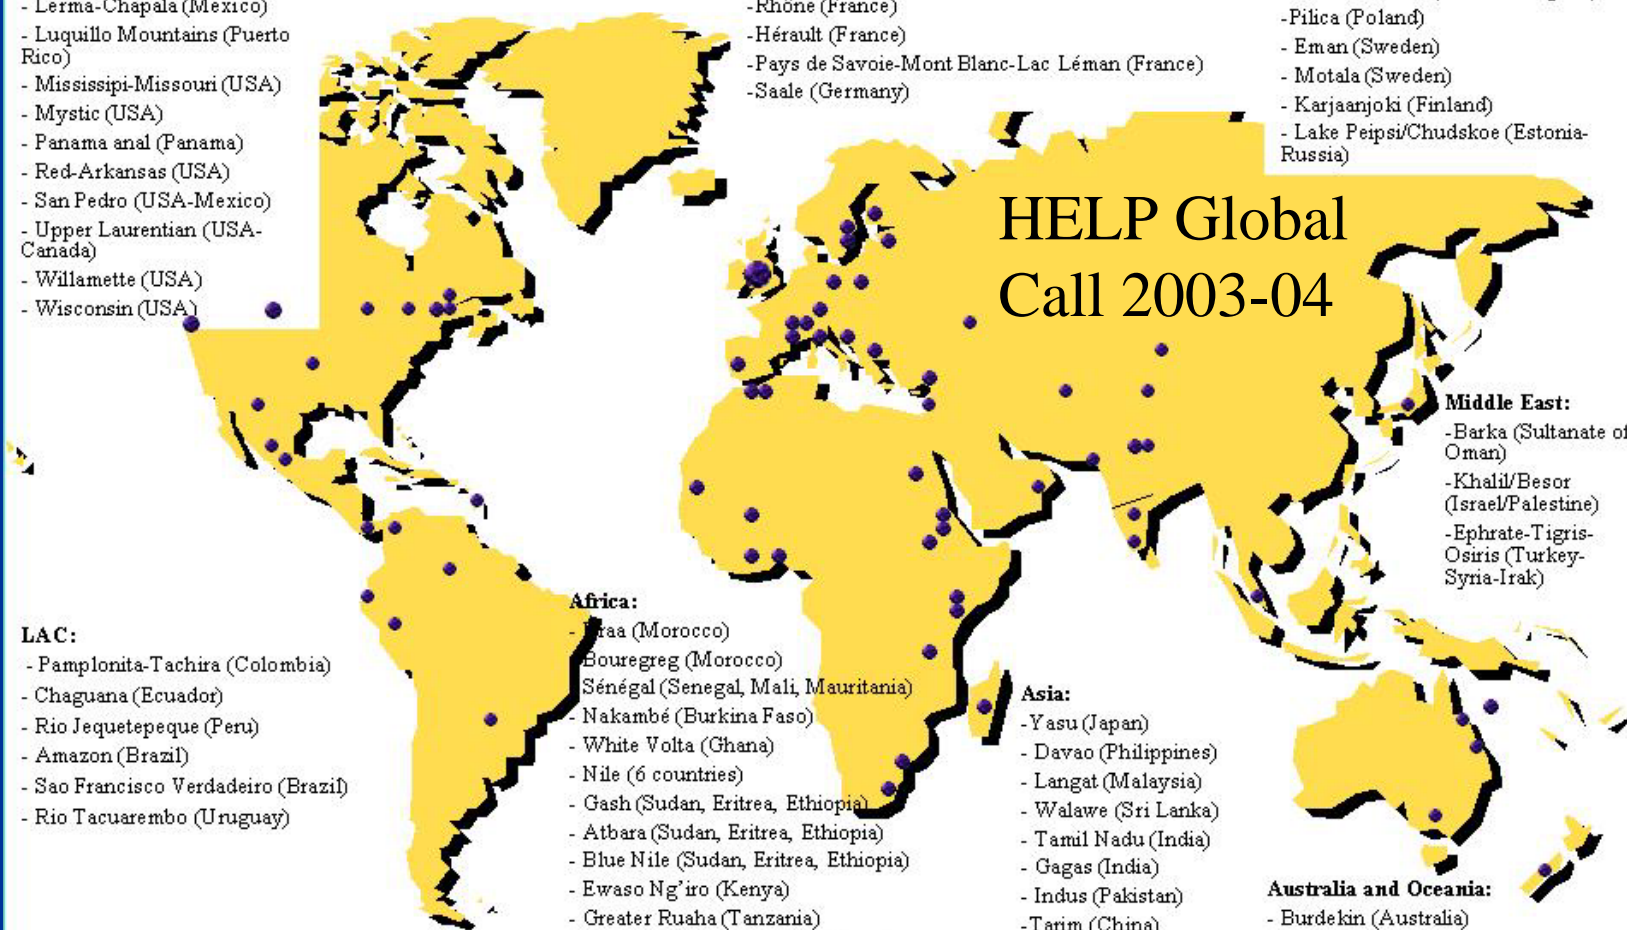 - Lerma-Chapala (Mexico)
- Luquillo Mountains (Puerto
Rico)
- Mississipi-Missouri (USA)
- Mystic (USA)
- Panama anal (Panama)
- Red-Arkansas (USA)
- San Pedro (USA-Mexico)
- Upper Laurentian (USA-
Canada)
- Willamette (USA)
- Wisconsin (USA)
-Rhône (France)
-Hérault (France)
-Pays de Savoie-Mont Blanc-Lac Léman (France)
-Saale (Germany)
-Pilica (Poland)
- Eman (Sweden)
- Motala (Sweden)
- Karjaanjoki (Finland)
- Lake Peipsi/Chudskoe (Estonia-
Russia)
HELP Global
Call 2003-04
Middle East:
-Barka (Sultanate of
Oman)
-Khalil/Besor
(Israel/Palestine)
-Ephrate-Tigris-
Osiris (Turkey-
Syria-Irak)
LAC:
- Pamplonita-Tachira (Colombia)
- Chaguana (Ecuador)
- Rio Jequetepeque (Peru)
- Amazon (Brazil)
- Sao Francisco Verdadeiro (Brazil)
- Rio Tacuarembo (Uruguay)
Africa:
- raa (Morocco)
Bouregreg (Morocco)
Sénégal (Senegal, Mali, Mauritania)
- Nakambé (Burkina Faso)
- White Volta (Ghana)
- Nile (6 countries)
- Gash (Sudan, Eritrea, Ethiopia)
- Atbara (Sudan, Eritrea, Ethiopia)
- Blue Nile (Sudan, Eritrea, Ethiopia)
- Ewaso Ng'iro (Kenya)
- Greater Ruaha (Tanzania)
Asia:
-Yasu (Japan)
- Davao (Philippines)
- Langat (Malaysia)
- Walawe (Sri Lanka)
- Tamil Nadu (India)
- Gagas (India)
- Indus (Pakistan)
-Tarim (China)
Australia and Oceania:
- Burdekin (Australia)